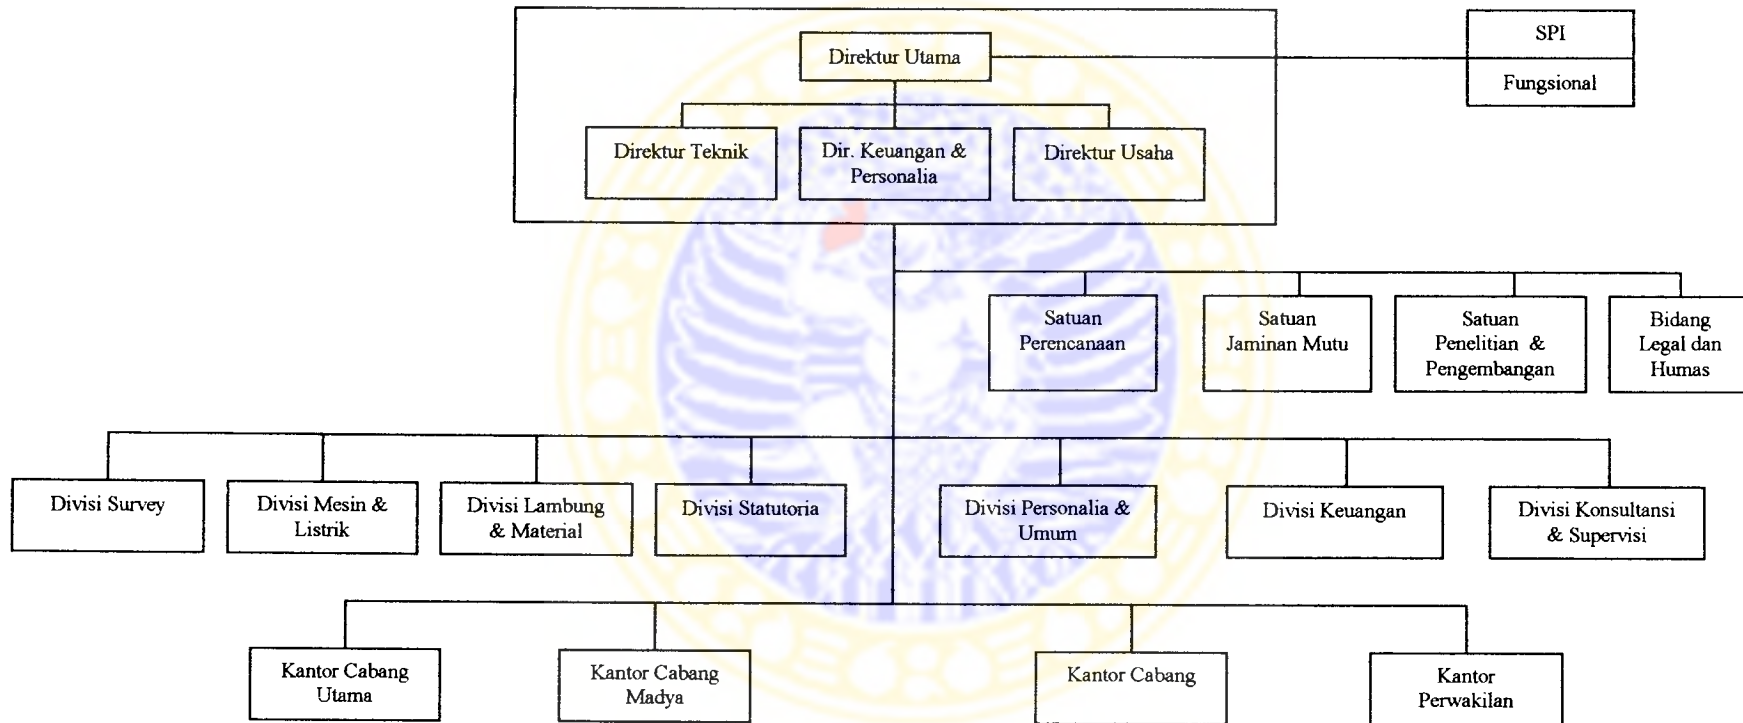 Direktur Utama
SPI
Fungsional
Direktur Teknik
Dir. Keuangan &
Personalia
Direktur Usaha
Satuan
Perencanaan
Satuan
Jaminan Mutu
Satuan
Penelitian &
Pengembangan
Bidang
Legal dan
Humas
Divisi Survey
Divisi Mesin &
Listrik
Divisi Lambung
& Material
Divisi Statutoria
Divisi Personalia &
Umum
Divisi Keuangan
Divisi Konsultansi
& Supervisi
Kantor Cabang
Utama
Kantor Cabang
Madya
Kantor Cabang
Kantor
Perwakilan